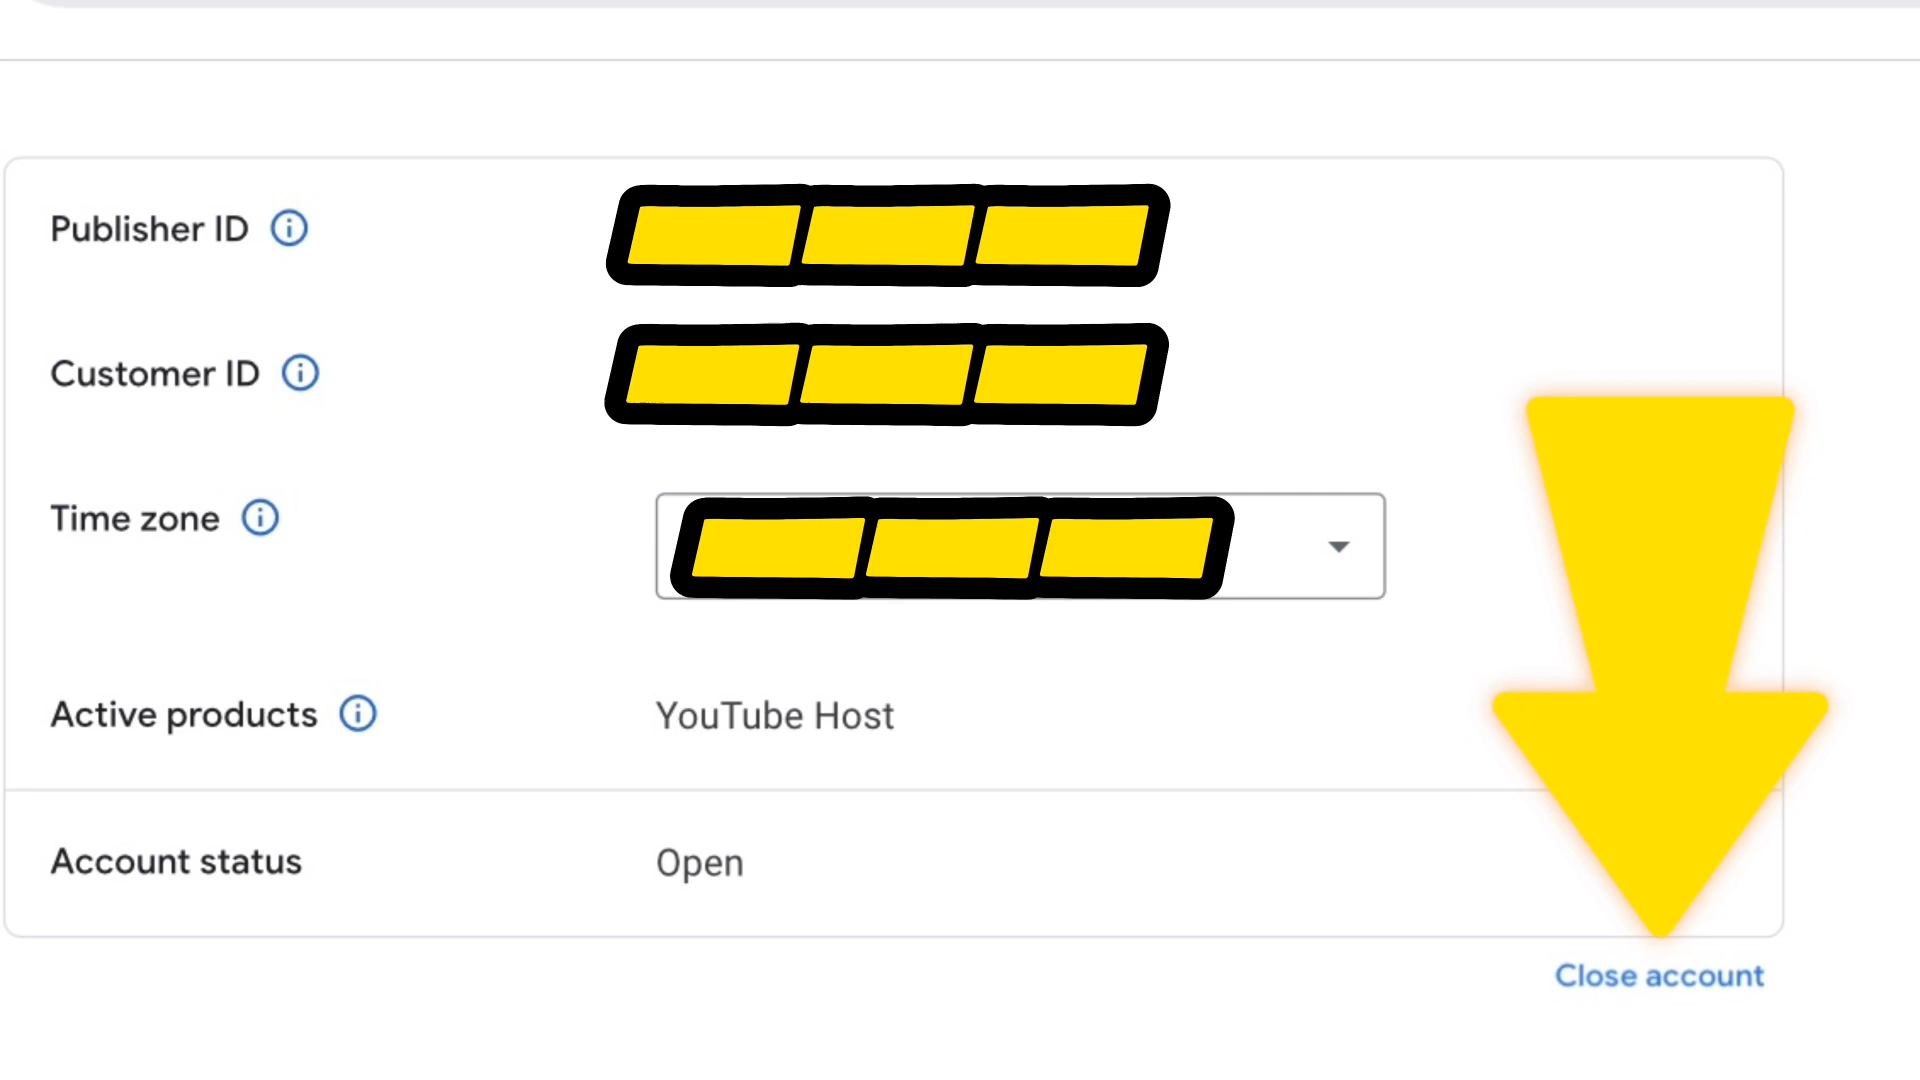 Publisher ID
Customer ID
Time zone
Active products YouTube Host
Account status Open
Close account